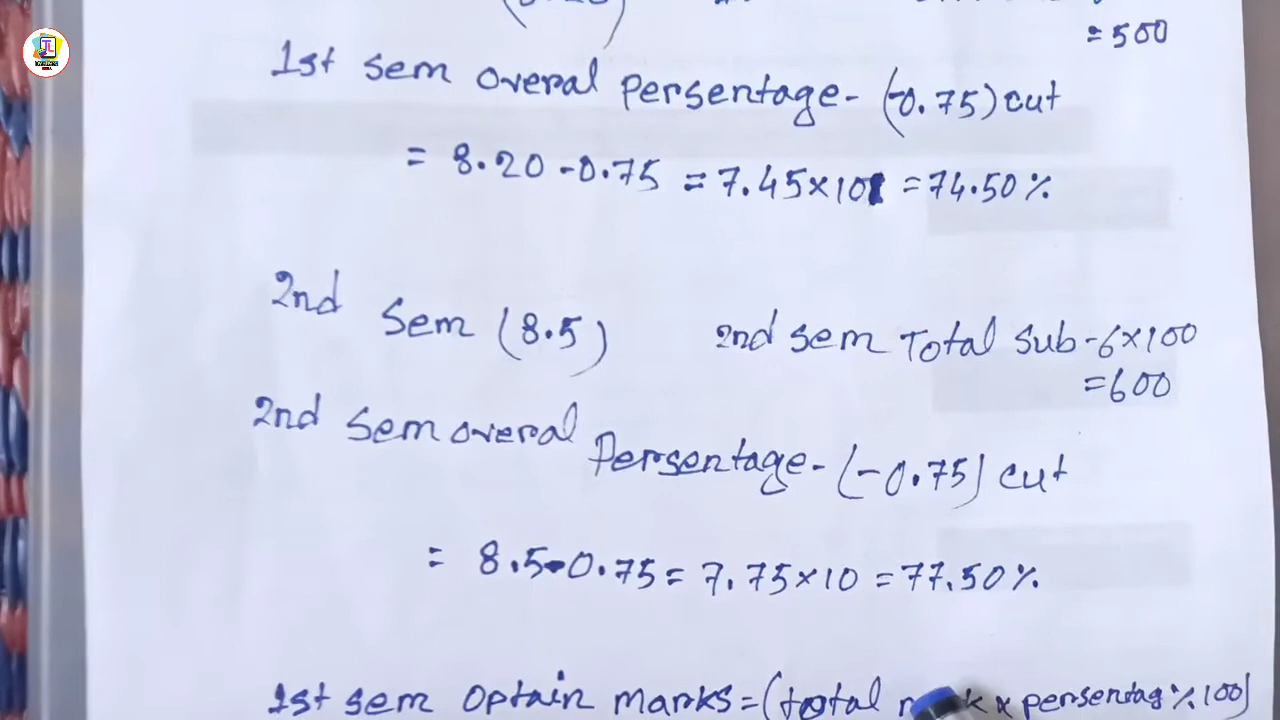 =500
1st sem overal persentage- (-0.75) cut
= 8.20 -0.75 = 7.45×10 = 74.50%
2nd Sem (8.5) 2nd sem Total Sub-6×100
=600
2nd Sem overal Persentage- (-0.75) cut
= 8.5-0.75 = 7.75×10 = 77.50%
1st sem Optain marks=(total × persentag%100)